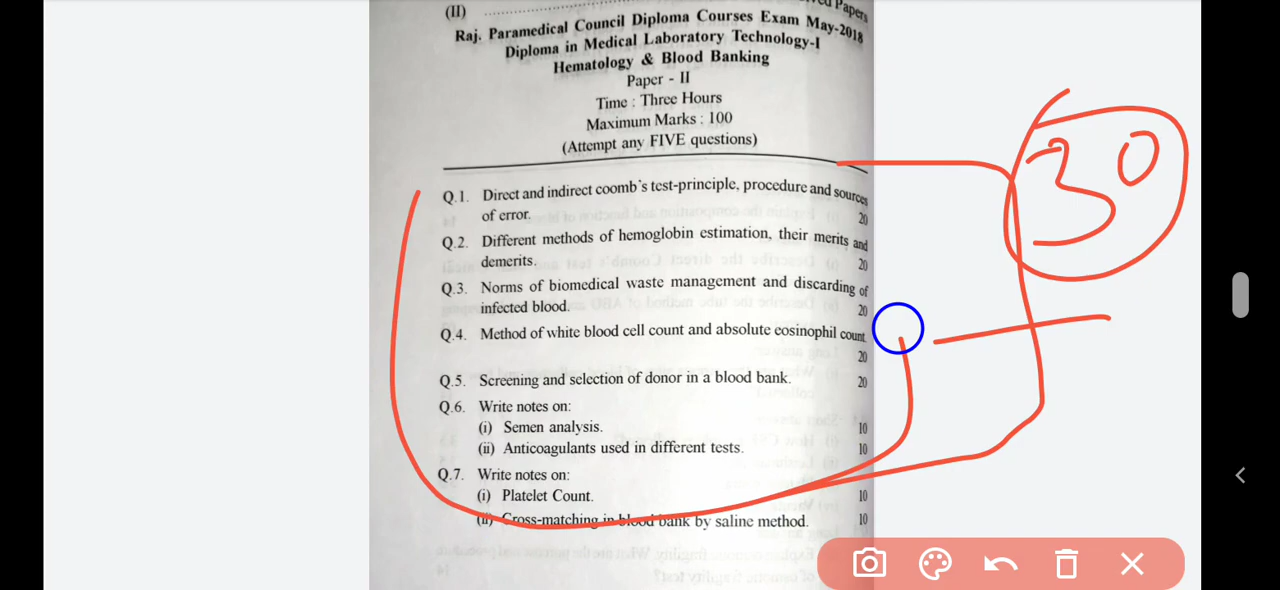 (II)
Papers
Raj. Paramedical Council Diploma Courses Exam May-2018
Diploma in Medical Laboratory Technology-I
Hematology & Blood Banking
Paper - II
Time : Three Hours
Maximum Marks : 100
(Attempt any FIVE questions)
Q.1. Direct and indirect coomb's test-principle, procedure and sources
of error. 20
Q.2. Different methods of hemoglobin estimation, their merits and
demerits. 20
Q.3. Norms of biomedical waste management and discarding of
infected blood. 20
Q.4. Method of white blood cell count and absolute eosinophil count
20
Q.5. Screening and selection of donor in a blood bank. 20
Q.6. Write notes on:
(i) Semen analysis. 10
(ii) Anticoagulants used in different tests. 10
Q.7. Write notes on:
(i) Platelet Count. 10
(ii) Cross-matching in blood bank by saline method. 10
30